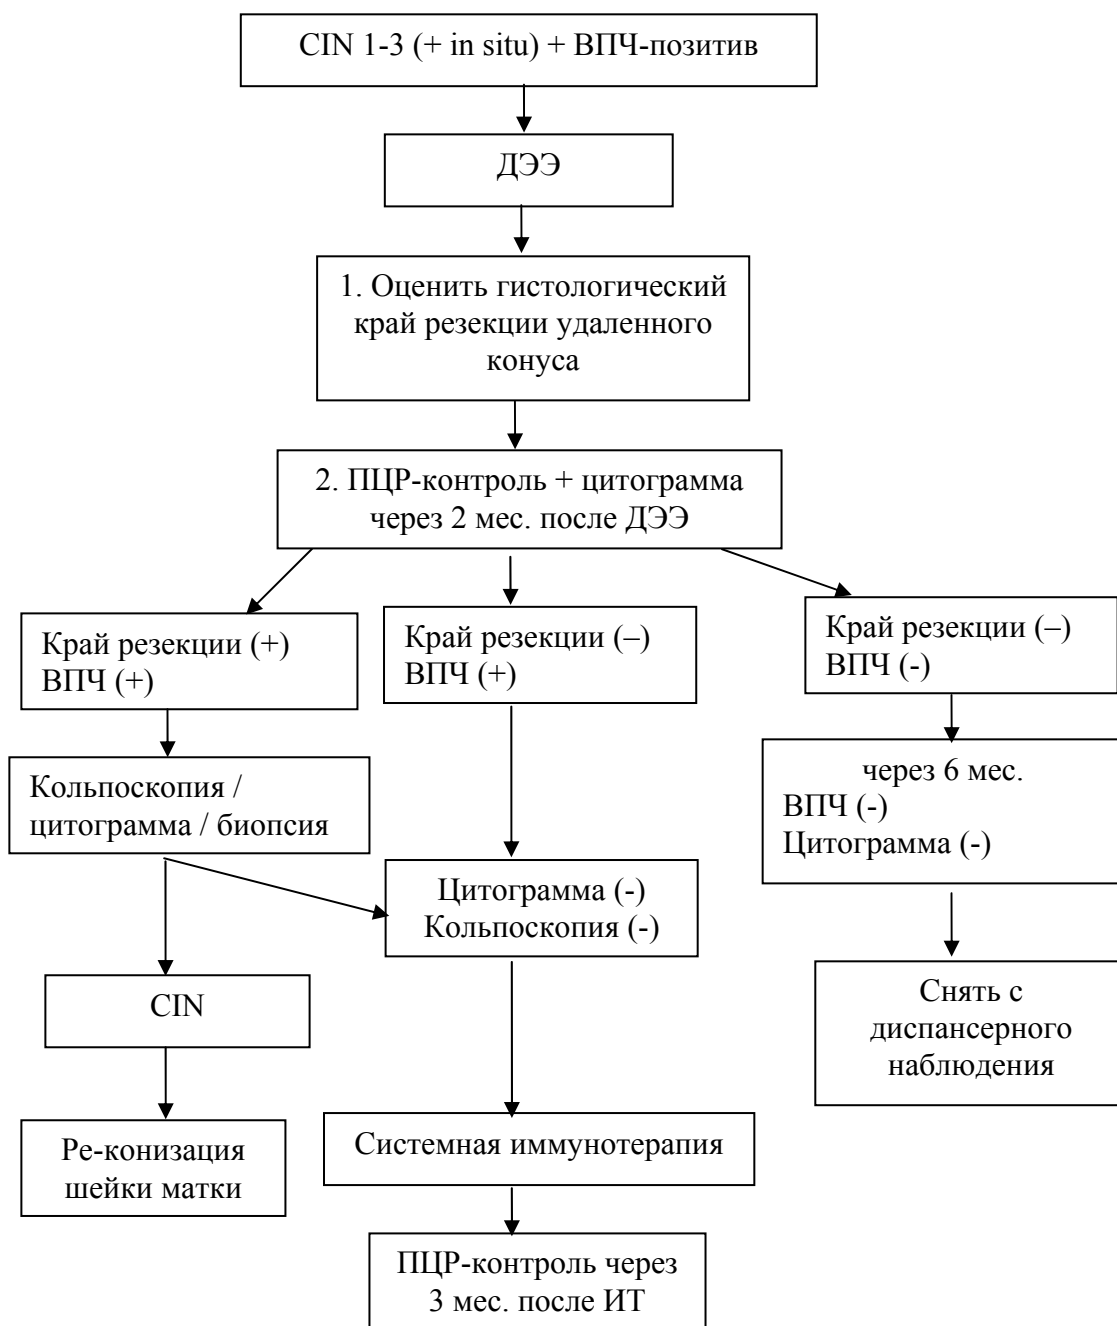 CIN 1-3 (+ in situ) + ВПЧ-позитив
ДЭЭ
1. Оценить гистологический
край резекции удаленного
конуса
2. ПЦР-контроль + цитограмма
через 2 мес. после ДЭЭ
Край резекции (+)
ВПЧ (+)
Край резекции (–)
ВПЧ (+)
Край резекции (–)
ВПЧ (-)
Кольпоскопия /
цитограмма / биопсия
через 6 мес.
ВПЧ (-)
Цитограмма (-)
Цитограмма (-)
Кольпоскопия (-)
CIN
Снять с
диспансерного
наблюдения
Ре-конизация
шейки матки
Системная иммунотерапия
ПЦР-контроль через
3 мес. после ИТ